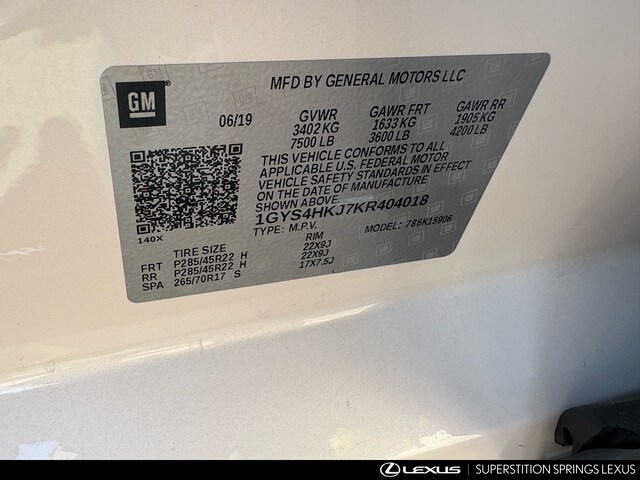 MFD BY GENERAL MOTORS LLC
GM
®
06/19 GVWR GAWR FRT GAWR RR
3402 KG 1633 KG 1905 KG
7500 LB 3600 LB 4200 LB
THIS VEHICLE CONFORMS TO ALL
APPLICABLE U.S. FEDERAL MOTOR
VEHICLE SAFETY STANDARDS IN EFFECT
ON THE DATE OF MANUFACTURE
SHOWN ABOVE.
1GYS4HKJ7KR404018
TYPE: M.P.V. MODEL: 786K15906
140X
TIRE SIZE RIM
FRT P285/45R22 H 22X9J
RR P285/45R22 H 22X9J
SPA 265/70R17 S 17X7.5J
LEXUS SUPERSTITION SPRINGS LEXUS